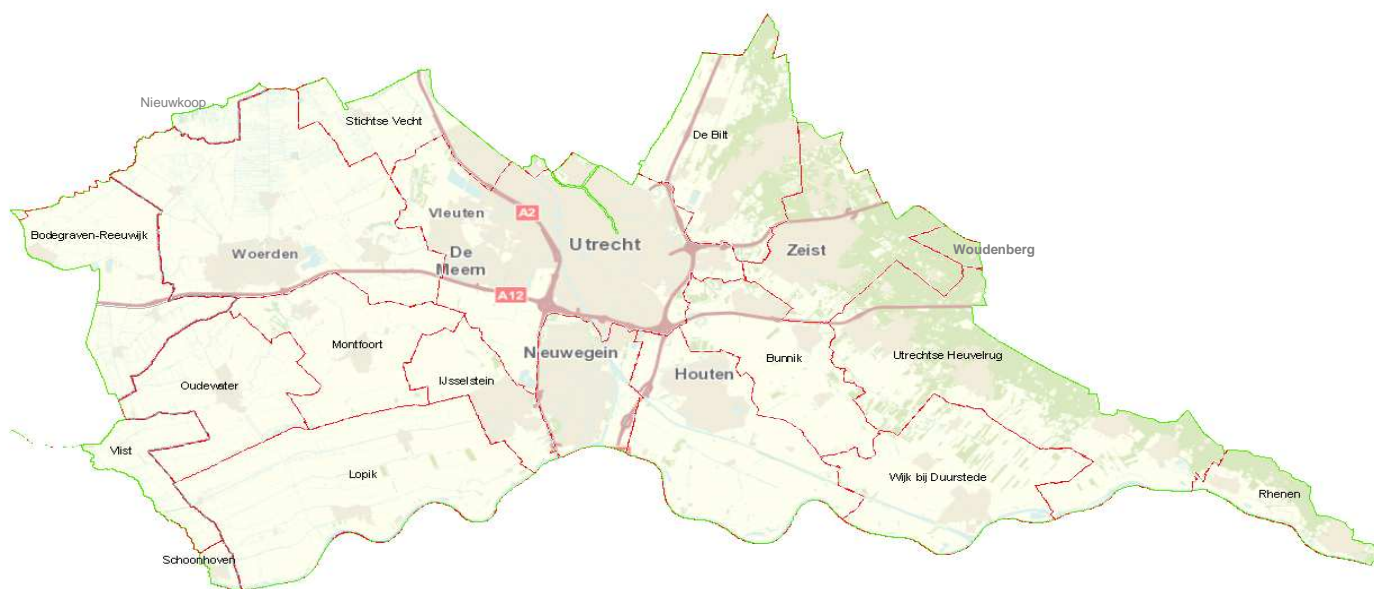 Nieuwkoop
Stichtse Vecht
De Bilt
Vleuten
A2
Bodegraven-Reeuwijk
Woerden
De
Meern
Utrecht
Zeist
Woudenberg
A12
Montfoort
Nieuwegein
Houten
Bunnik
Utrechtse Heuvelrug
Oudewater
IJsselstein
Vlist
Lopik
Wijk bij Duurstede
Rhenen
Schoonhoven